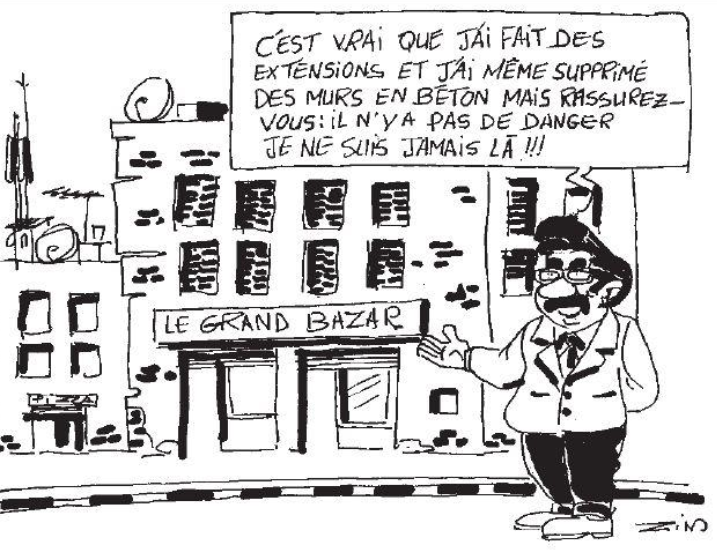 C'EST VRAI QUE J'AI FAIT DES
EXTENSIONS ET J'AI MÊME SUPPRIMÉ
DES MURS EN BÉTON MAIS RASSUREZ-
VOUS: IL N'Y A PAS DE DANGER
JE NE SUIS JAMAIS LÀ !!!
LE GRAND BAZAR
PIZZA
Zino